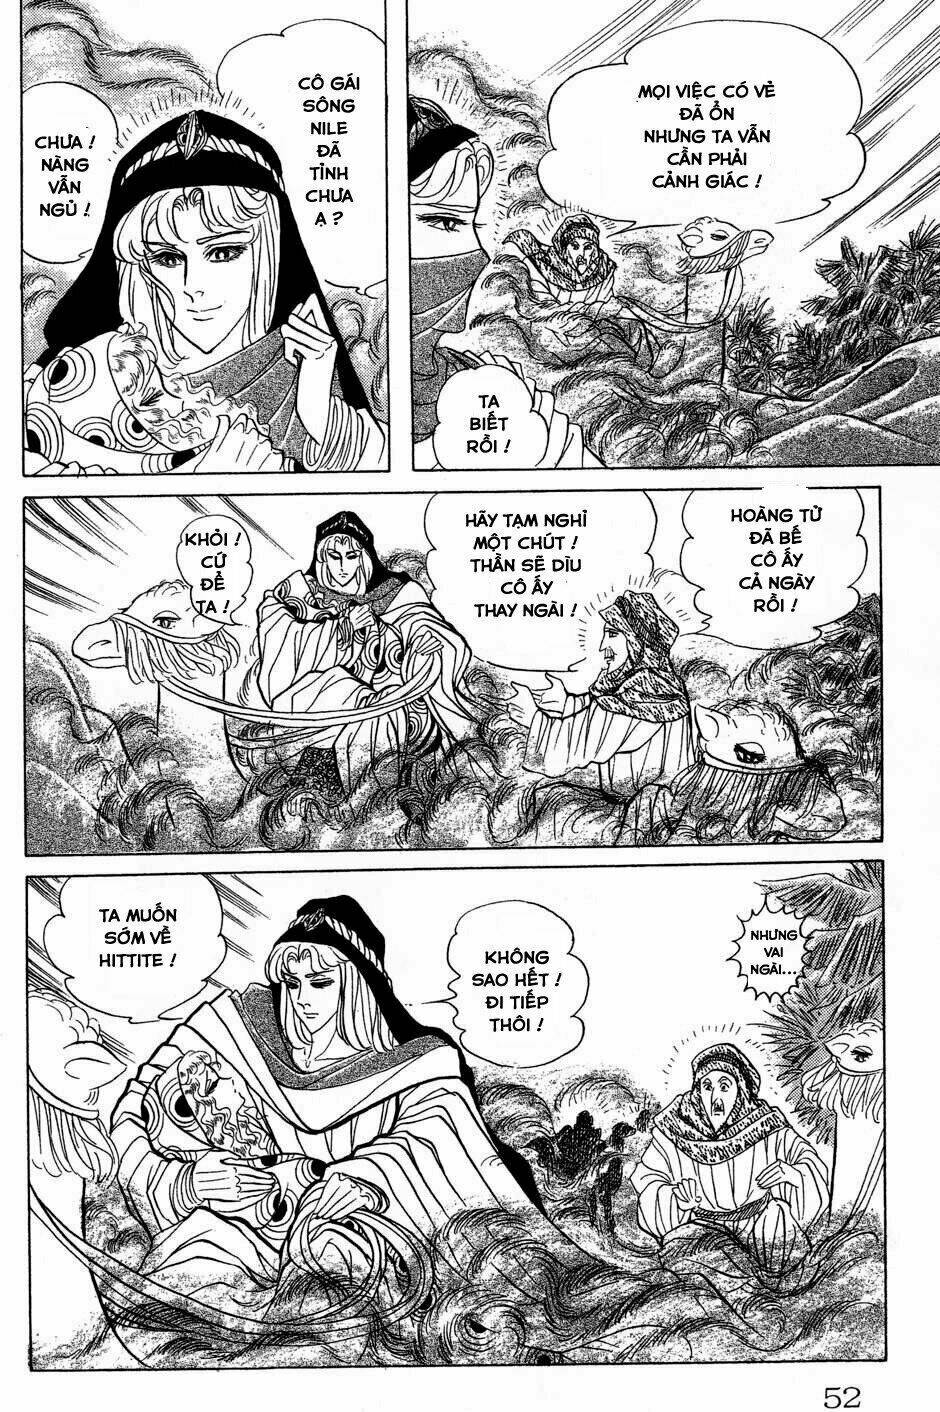 MỌI VIỆC CÓ VẺ
ĐÃ ỔN
NHƯNG TA VẪN
CẦN PHẢI
CẢNH GIÁC !
TA
BIẾT
RỒI !
CÔ GÁI
SÔNG
NILE
ĐÃ
TỈNH
CHƯA
Ạ ?
CHƯA !
NÀNG
VẪN
NGỦ !
HOÀNG TỬ
ĐÃ BẾ
CÔ ẤY
CẢ NGÀY
RỒI !
HÃY TẠM NGHỈ
MỘT CHÚT !
THẦN SẼ DÌU
CÔ ẤY
THAY NGÀI !
KHỎI !
CỨ
ĐỂ
TA !
NHƯNG
VAI
NGÀI...
KHÔNG
SAO HẾT !
ĐI TIẾP
THÔI !
TA MUỐN
SỚM VỀ
HITTITE !
52